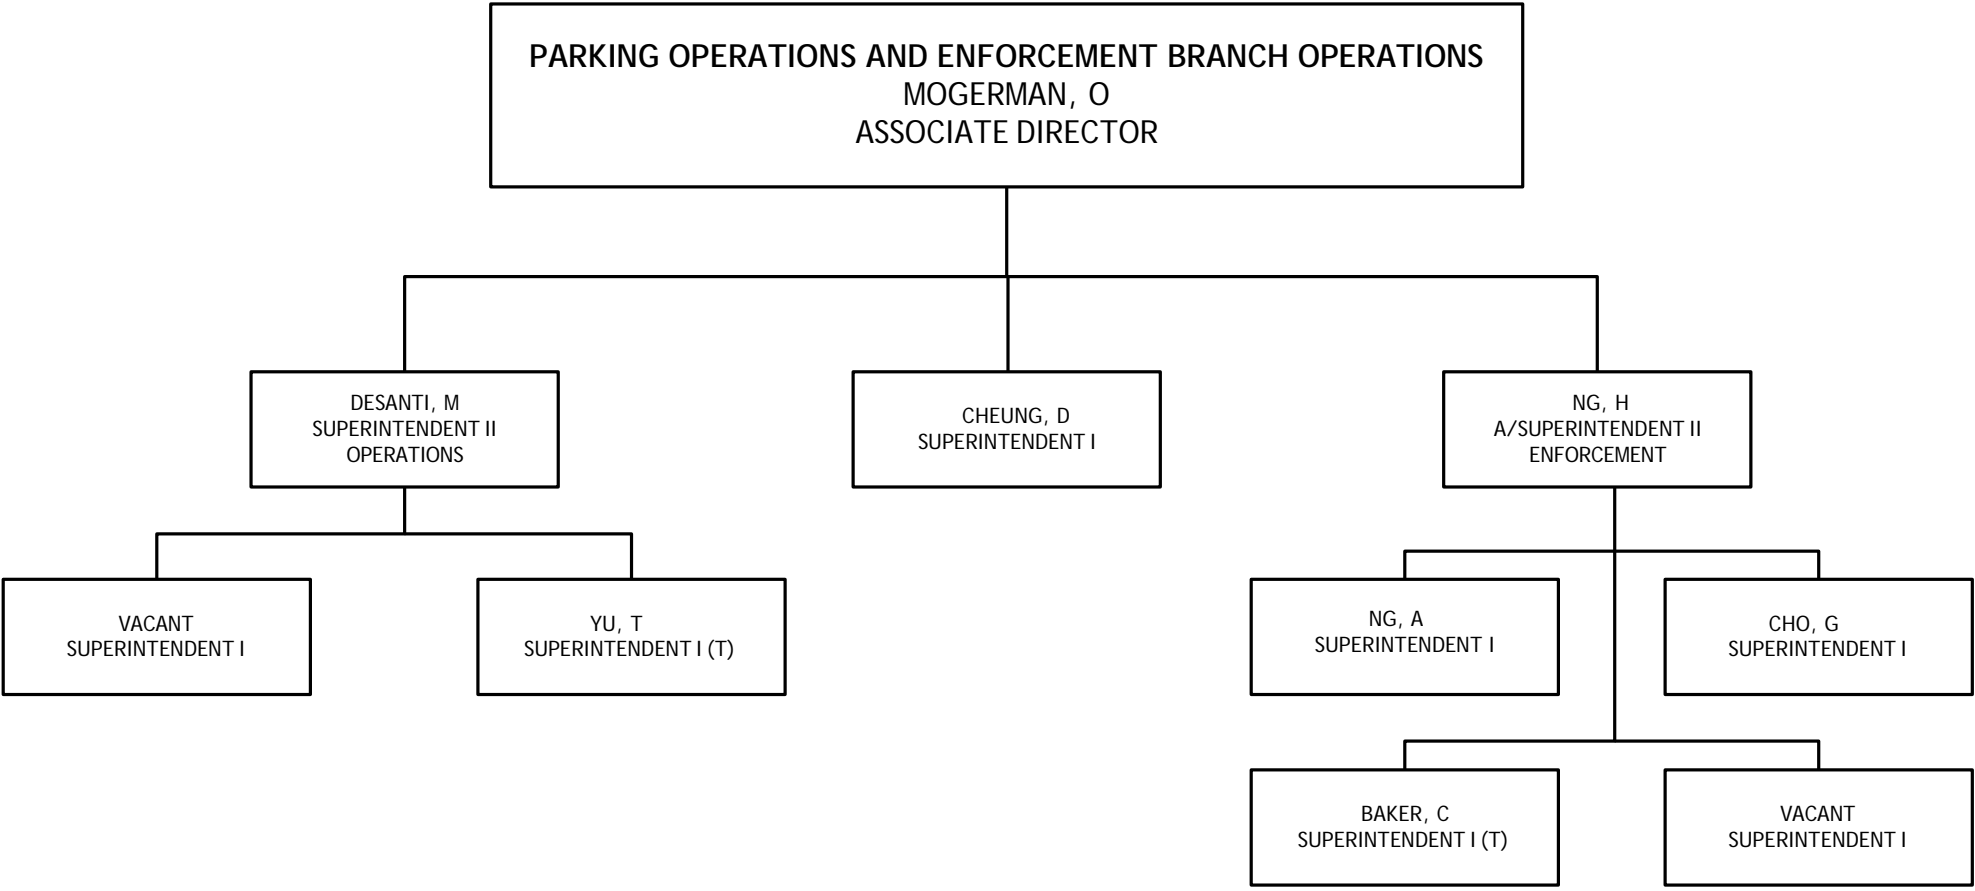 PARKING OPERATIONS AND ENFORCEMENT BRANCH OPERATIONS
MOGERMAN, O
ASSOCIATE DIRECTOR
DESANTI, M
SUPERINTENDENT II
OPERATIONS
CHEUNG, D
SUPERINTENDENT I
NG, H
A/SUPERINTENDENT II
ENFORCEMENT
VACANT
SUPERINTENDENT I
YU, T
SUPERINTENDENT I (T)
NG, A
SUPERINTENDENT I
CHO, G
SUPERINTENDENT I
BAKER, C
SUPERINTENDENT I (T)
VACANT
SUPERINTENDENT I